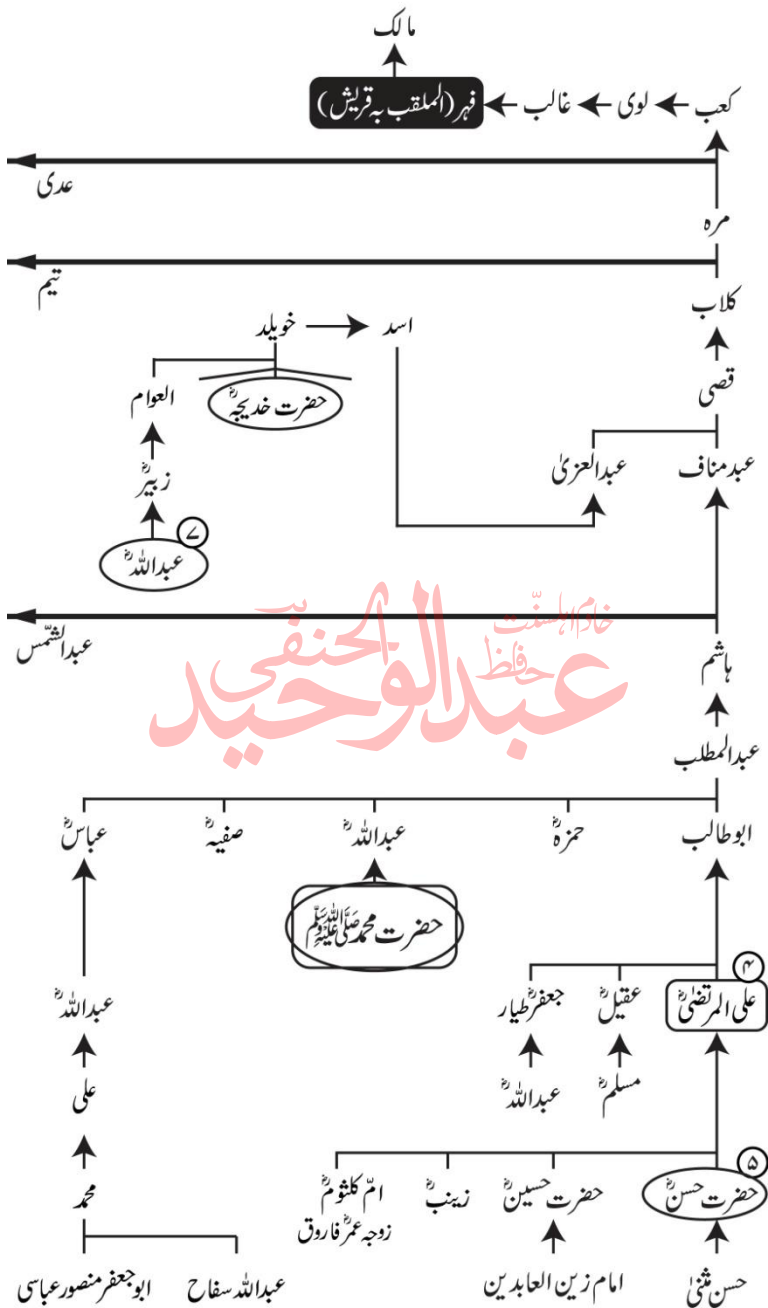 مالک
کعب لوی غالب فہر (الملقب بہ قریش)
عدی
مرہ
تیم
کلاب
اسد خویلد
قصی
حضرت خدیجہؓ العوام
عبدمناف عبدالعزیٰ
زبیرؓ
۷
عبداللہؓ
خادم اہلسنّت
حافظ
عبدالوحید الحنفی
عبدالشمّس
ہاشم
عبدالمطلب
ابوطالب حمزہؓ عبداللہؓ صفیہؓ عباسؓ
حضرت محمد صلی اللہ علیہ وسلم
۴
علی المرتضیٰؓ عقیلؓ جعفرؓ طیار عبداللہؓ
مسلمؓ عبداللہؓ علی
۵
حضرت حسنؓ حضرت حسینؓ زینبؓ امّ کلثومؓ محمد
زوجہ عمرؓ فاروق
حسن مثنیٰ امام زین العابدین عبداللہ سفاح ابوجعفر منصور عباسی